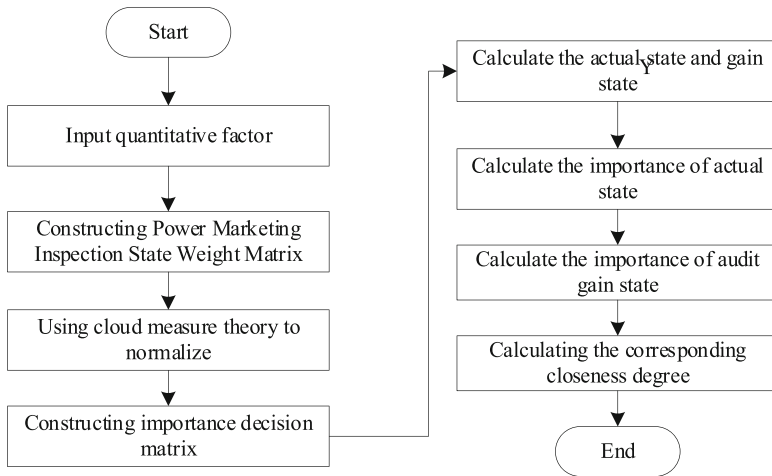 Start
Input quantitative factor
Constructing Power Marketing
Inspection State Weight Matrix
Using cloud measure theory to
normalize
Constructing importance decision
matrix
Calculate the actual state and gain
state
Y
Calculate the importance of actual
state
Calculate the importance of audit
gain state
Calculating the corresponding
closeness degree
End